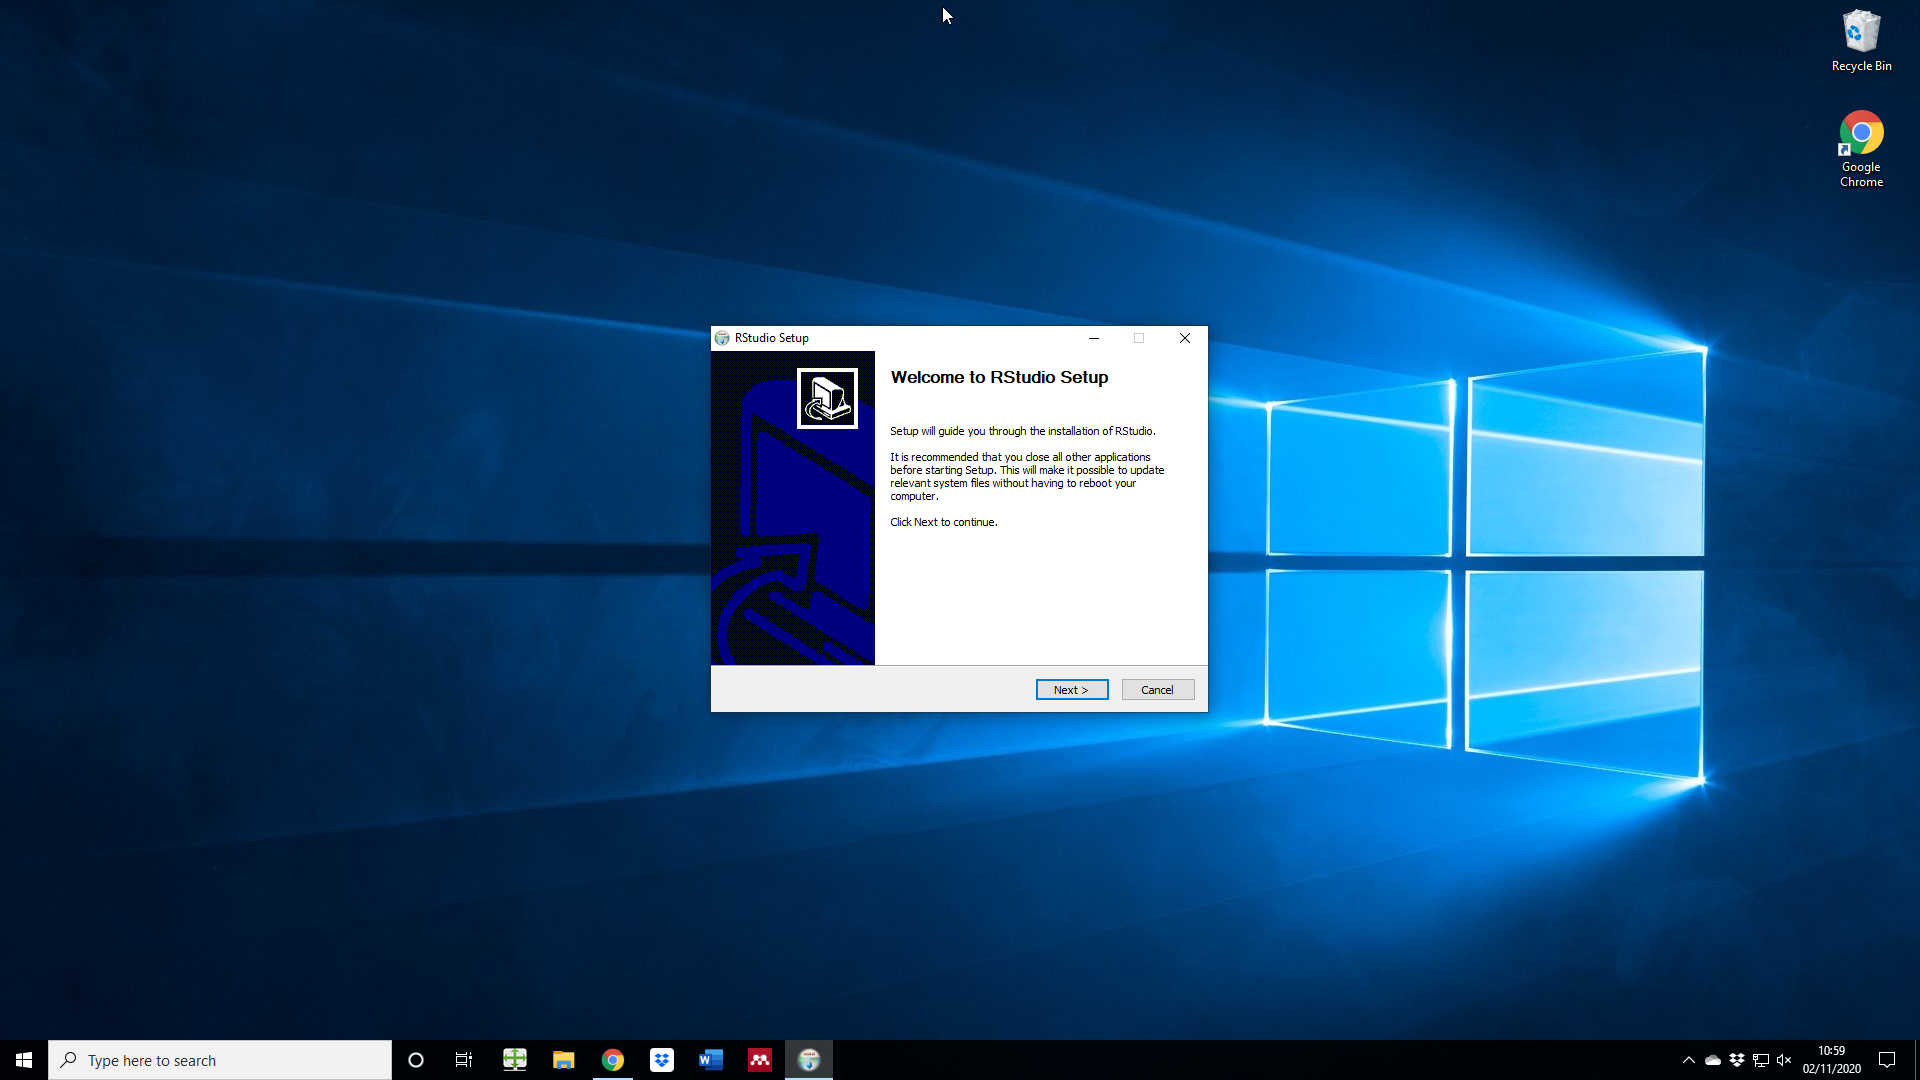 Recycle Bin
Google
Chrome
RStudio Setup
Welcome to RStudio Setup
Setup will guide you through the installation of RStudio.
It is recommended that you close all other applications
before starting Setup. This will make it possible to update
relevant system files without having to reboot your
computer.
Click Next to continue.
Next >
Cancel
Type here to search
10:59
02/11/2020